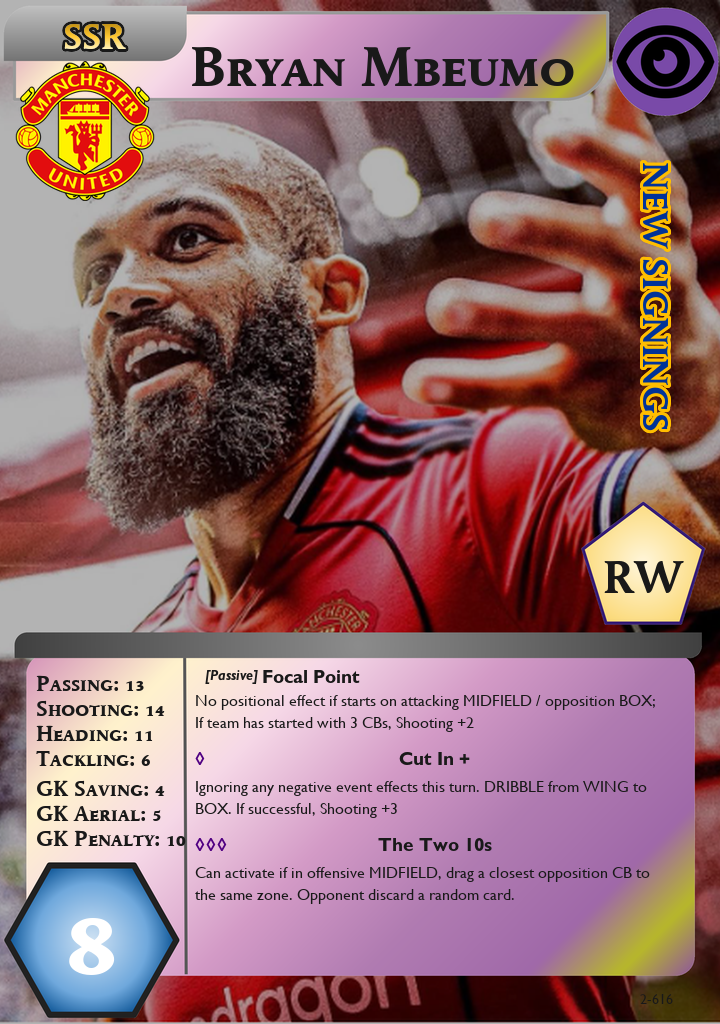 SSR
BRYAN MBEUMO
MANCHESTER
UNITED
NEW SIGNINGS
RW
MANCHESTER
PASSING: 13
SHOOTING: 14
HEADING: 11
TACKLING: 6
GK SAVING: 4
GK AERIAL: 5
GK PENALTY: 10
8
[Passive] Focal Point
No positional effect if starts on attacking MIDFIELD / opposition BOX;
If team has started with 3 CBs, Shooting +2
◊ Cut In +
Ignoring any negative event effects this turn. DRIBBLE from WING to
BOX. If successful, Shooting +3
◊◊◊ The Two 10s
Can activate if in offensive MIDFIELD, drag a closest opposition CB to
the same zone. Opponent discard a random card.
dragon
2-616